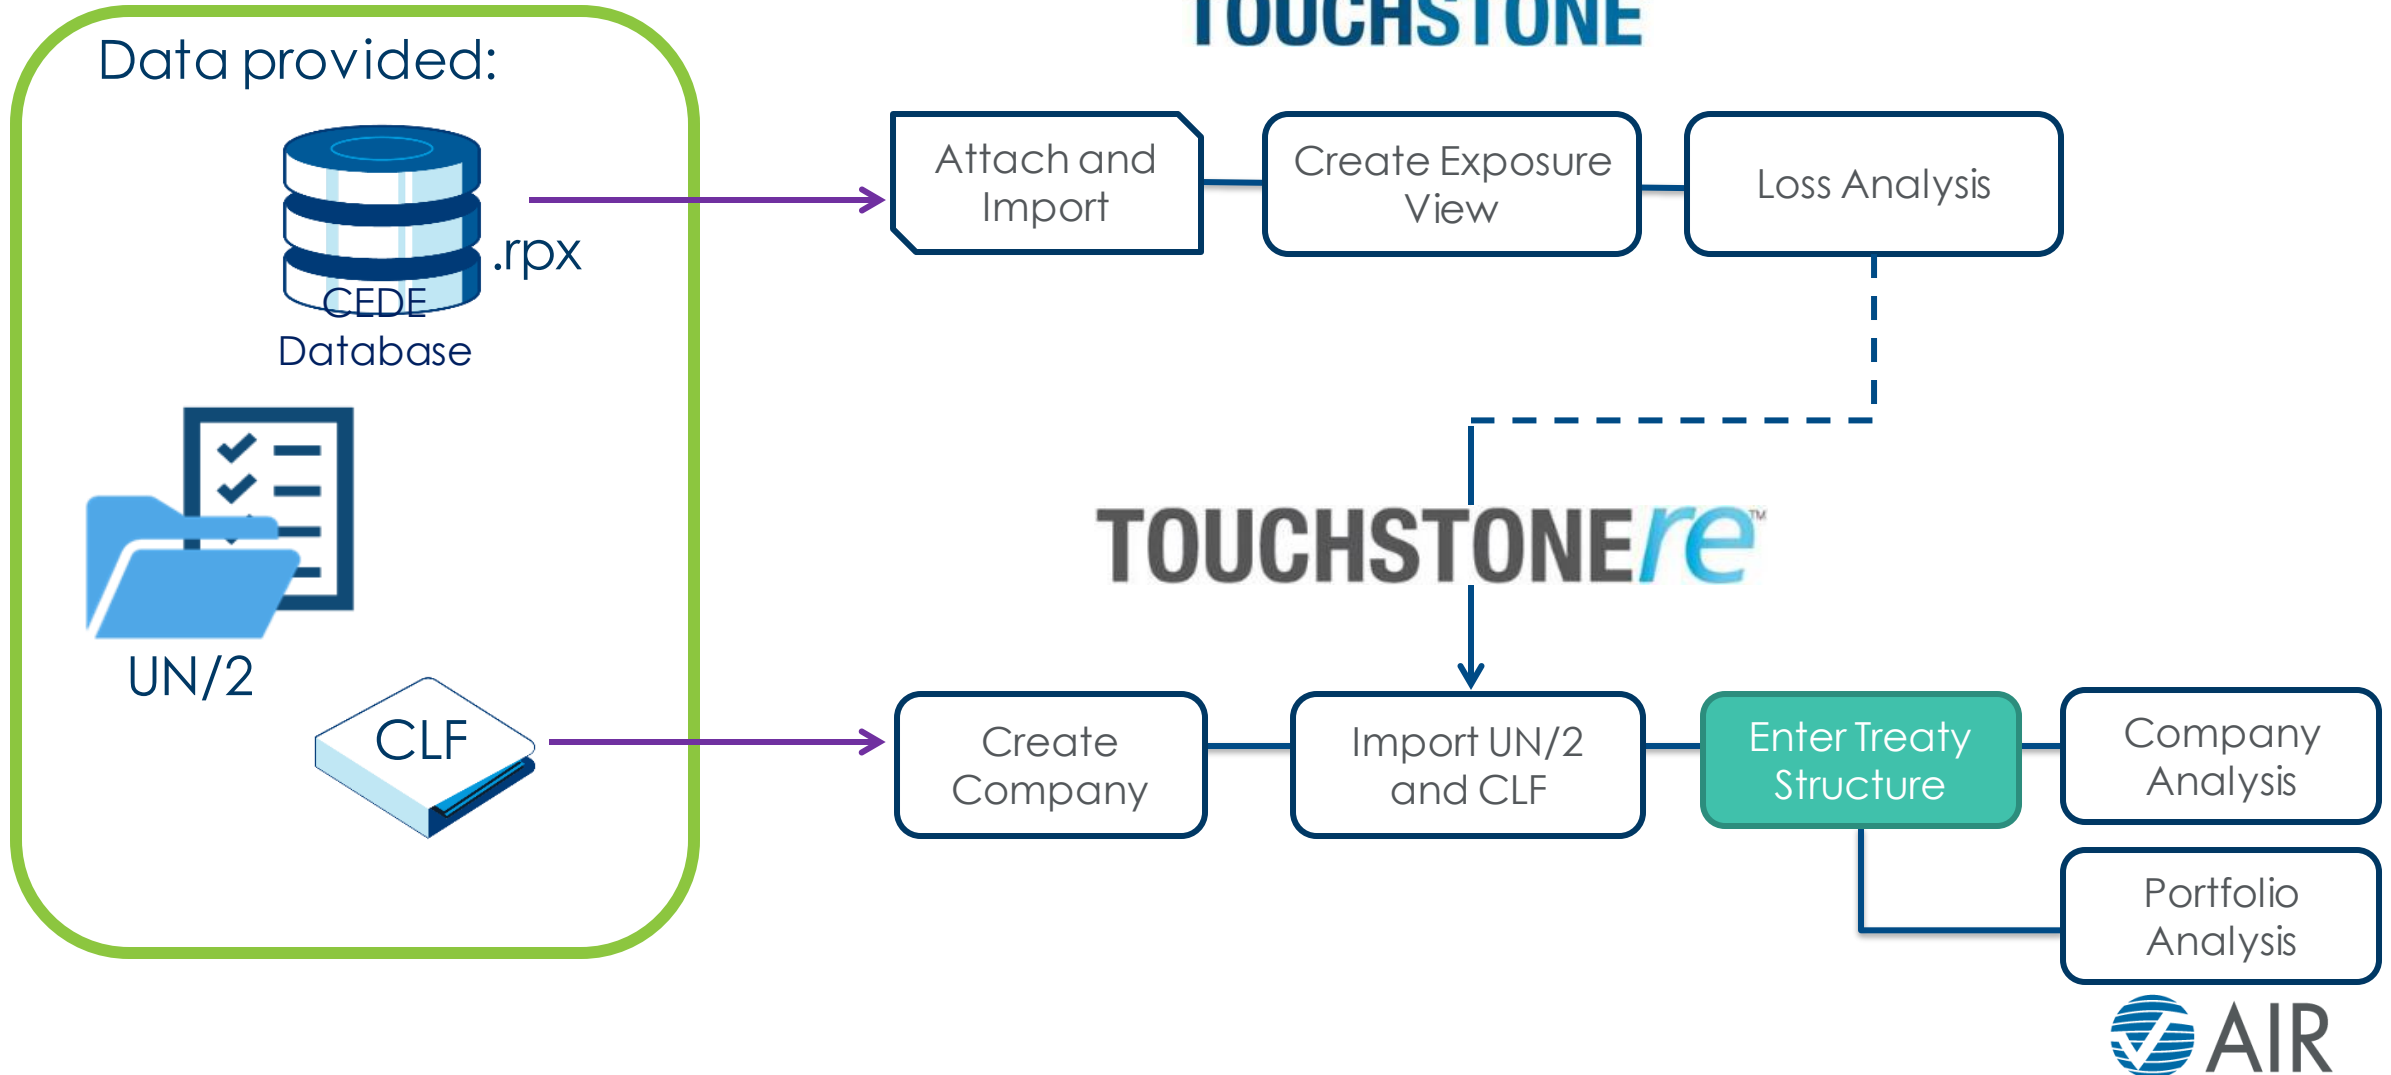 TOUCHSTONE
Data provided:
.rpx
CEDE
Database
UN/2
CLF
Attach and
Import
Create Exposure
View
Loss Analysis
TOUCHSTONEre™
Create
Company
Import UN/2
and CLF
Enter Treaty
Structure
Company
Analysis
Portfolio
Analysis
AIR